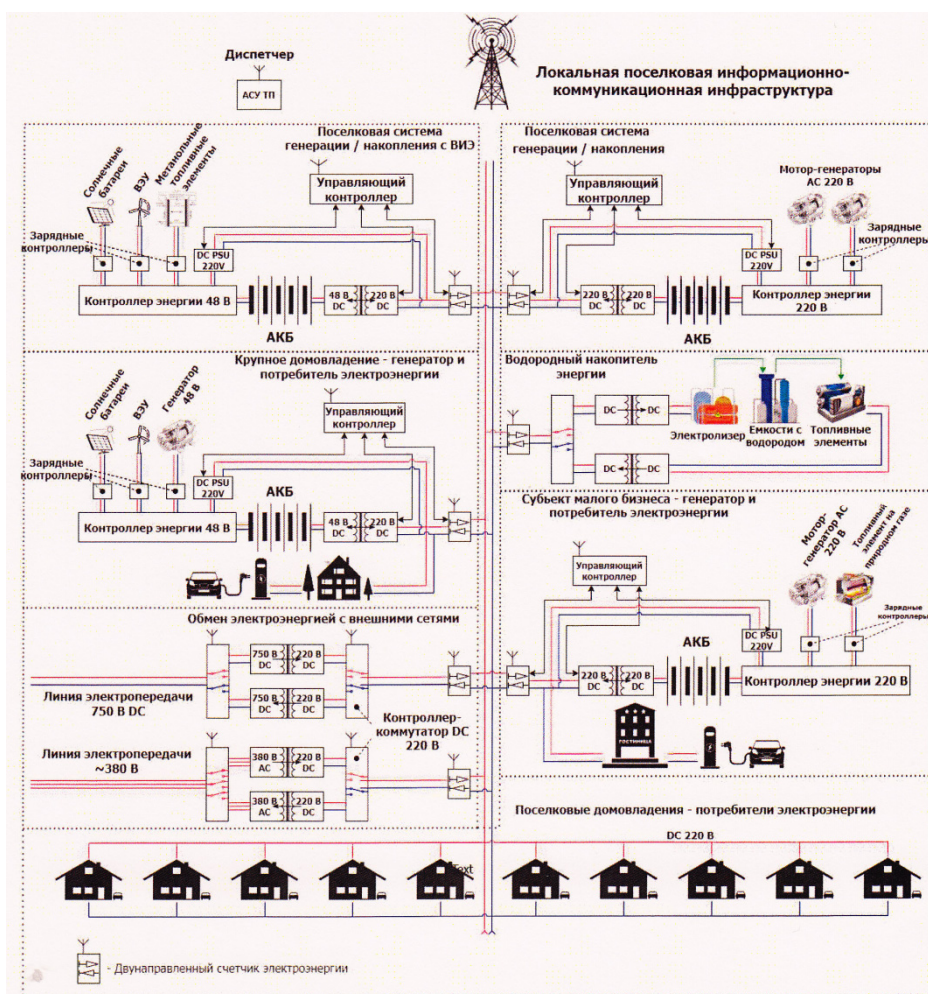 Диспетчер
АСУ ТП
Локальная поселковая информационно-
коммуникационная инфраструктура
Поселковая система
генерации / накопления с ВИЭ
Солнечные
батареи
ВЭУ
Метанольные
топливные
элементы
Управляющий
контроллер
Зарядные
контроллеры
DC PSU
220V
Контроллер энергии 48 В
48 В
DC
220 В
DC
АКБ
Поселковая система
генерации / накопления
Управляющий
контроллер
Мотор-генераторы
АС 220 В
Зарядные
контроллеры
DC PSU
220V
220 В
DC
220 В
DC
Контроллер энергии
220 В
АКБ
Крупное домовладение - генератор и
потребитель электроэнергии
Солнечные
батареи
ВЭУ
Генератор
48 В
Управляющий
контроллер
Зарядные
контроллеры
DC PSU
220V
АКБ
Контроллер энергии 48 В
48 В
DC
220 В
DC
Водородный накопитель
энергии
DC
DC
Электролизер
Емкости с
водородом
Топливные
элементы
DC
DC
Субъект малого бизнеса - генератор и
потребитель электроэнергии
Управляющий
контроллер
Мотор-
генератор АС
220 В
Топливный
элемент на
природном газе
Зарядные
контроллеры
DC PSU
220V
АКБ
220 В
DC
220 В
DC
Контроллер энергии 220 В
ГОСТИНИЦА
Обмен электроэнергией с внешними сетями
750 В
DC
220 В
DC
Линия электропередачи
750 В DC
750 В
DC
220 В
DC
Контроллер-
коммутатор DC
220 В
Линия электропередачи
~380 В
380 В
АС
220 В
DC
380 В
АС
220 В
DC
Поселковые домовладения - потребители электроэнергии
DC 220 В
Text
- Двунаправленный счетчик электроэнергии